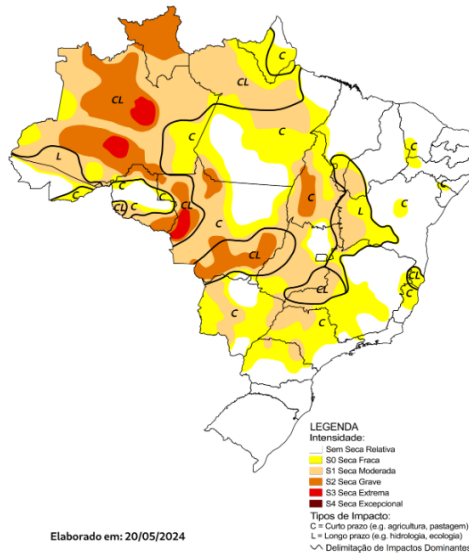 C
CL
CL
C
C
L
C
C
CL
C
CL
C
C
L
C
C
CL
CL
CL
C
C
C
LEGENDA
Intensidade:
Sem Seca Relativa
S0 Seca Fraca
S1 Seca Moderada
S2 Seca Grave
S3 Seca Extrema
S4 Seca Excepcional
Tipos de Impacto:
C = Curto prazo (e.g. agricultura, pastagem)
L = Longo prazo (e.g. hidrologia, ecologia)
Delimitação de Impactos Dominantes
Elaborado em: 20/05/2024